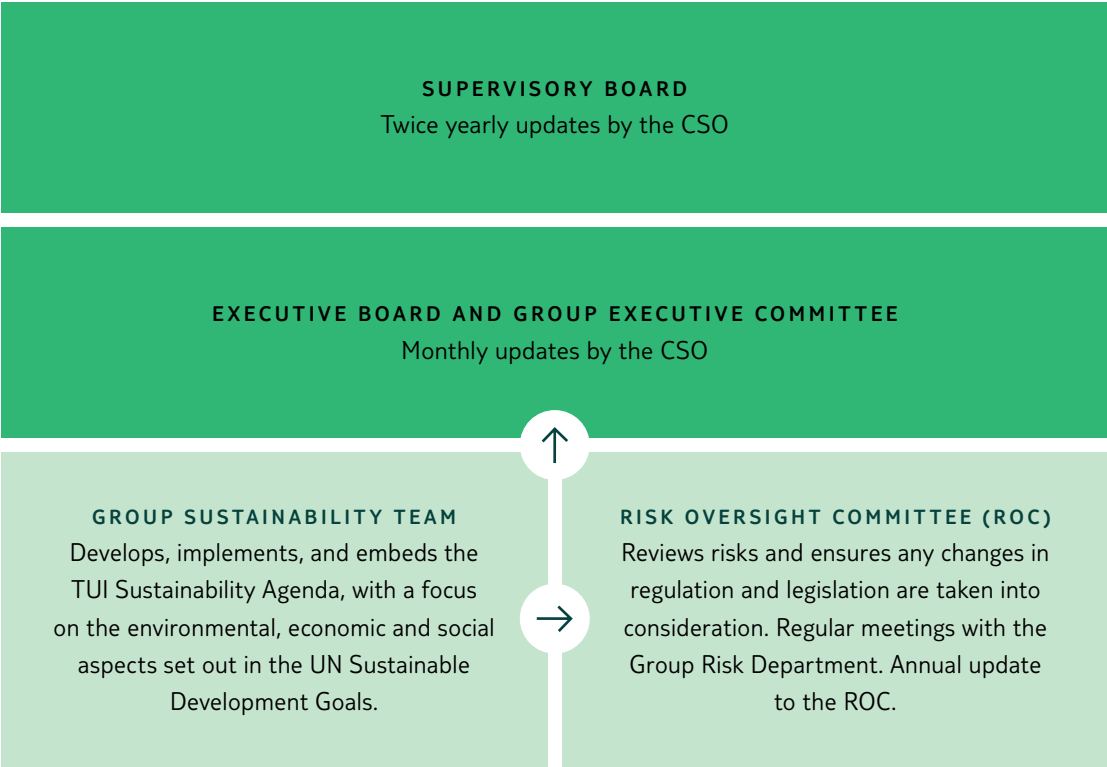 SUPERVISORY BOARD
Twice yearly updates by the CSO
EXECUTIVE BOARD AND GROUP EXECUTIVE COMMITTEE
Monthly updates by the CSO
GROUP SUSTAINABILITY TEAM
Develops, implements, and embeds the
TUI Sustainability Agenda, with a focus
on the environmental, economic and social
aspects set out in the UN Sustainable
Development Goals.
RISK OVERSIGHT COMMITTEE (ROC)
Reviews risks and ensures any changes in
regulation and legislation are taken into
consideration. Regular meetings with the
Group Risk Department. Annual update
to the ROC.